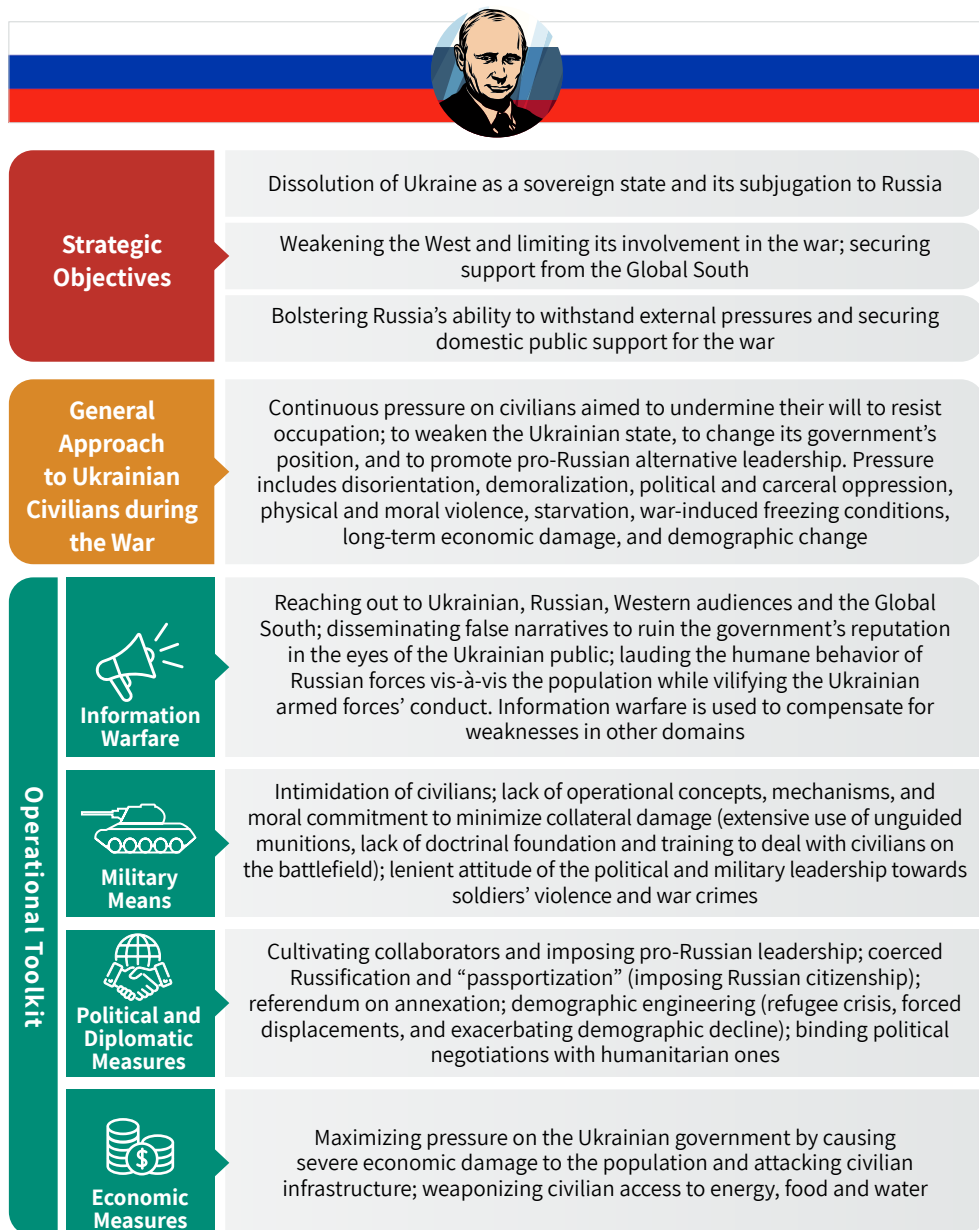 Strategic
Objectives
Dissolution of Ukraine as a sovereign state and its subjugation to Russia
Weakening the West and limiting its involvement in the war; securing
support from the Global South
Bolstering Russia’s ability to withstand external pressures and securing
domestic public support for the war
General
Approach
to Ukrainian
Civilians during
the War
Continuous pressure on civilians aimed to undermine their will to resist
occupation; to weaken the Ukrainian state, to change its government’s
position, and to promote pro-Russian alternative leadership. Pressure
includes disorientation, demoralization, political and carceral oppression,
physical and moral violence, starvation, war-induced freezing conditions,
long-term economic damage, and demographic change
Operational Toolkit
Information
Warfare
Reaching out to Ukrainian, Russian, Western audiences and the Global
South; disseminating false narratives to ruin the government’s reputation
in the eyes of the Ukrainian public; lauding the humane behavior of
Russian forces vis-à-vis the population while vilifying the Ukrainian
armed forces’ conduct. Information warfare is used to compensate for
weaknesses in other domains
Military
Means
Intimidation of civilians; lack of operational concepts, mechanisms, and
moral commitment to minimize collateral damage (extensive use of unguided
munitions, lack of doctrinal foundation and training to deal with civilians on
the battlefield); lenient attitude of the political and military leadership towards
soldiers’ violence and war crimes
Political and
Diplomatic
Measures
Cultivating collaborators and imposing pro-Russian leadership; coerced
Russification and “passportization” (imposing Russian citizenship);
referendum on annexation; demographic engineering (refugee crisis, forced
displacements, and exacerbating demographic decline); binding political
negotiations with humanitarian ones
$
Economic
Measures
Maximizing pressure on the Ukrainian government by causing
severe economic damage to the population and attacking civilian
infrastructure; weaponizing civilian access to energy, food and water